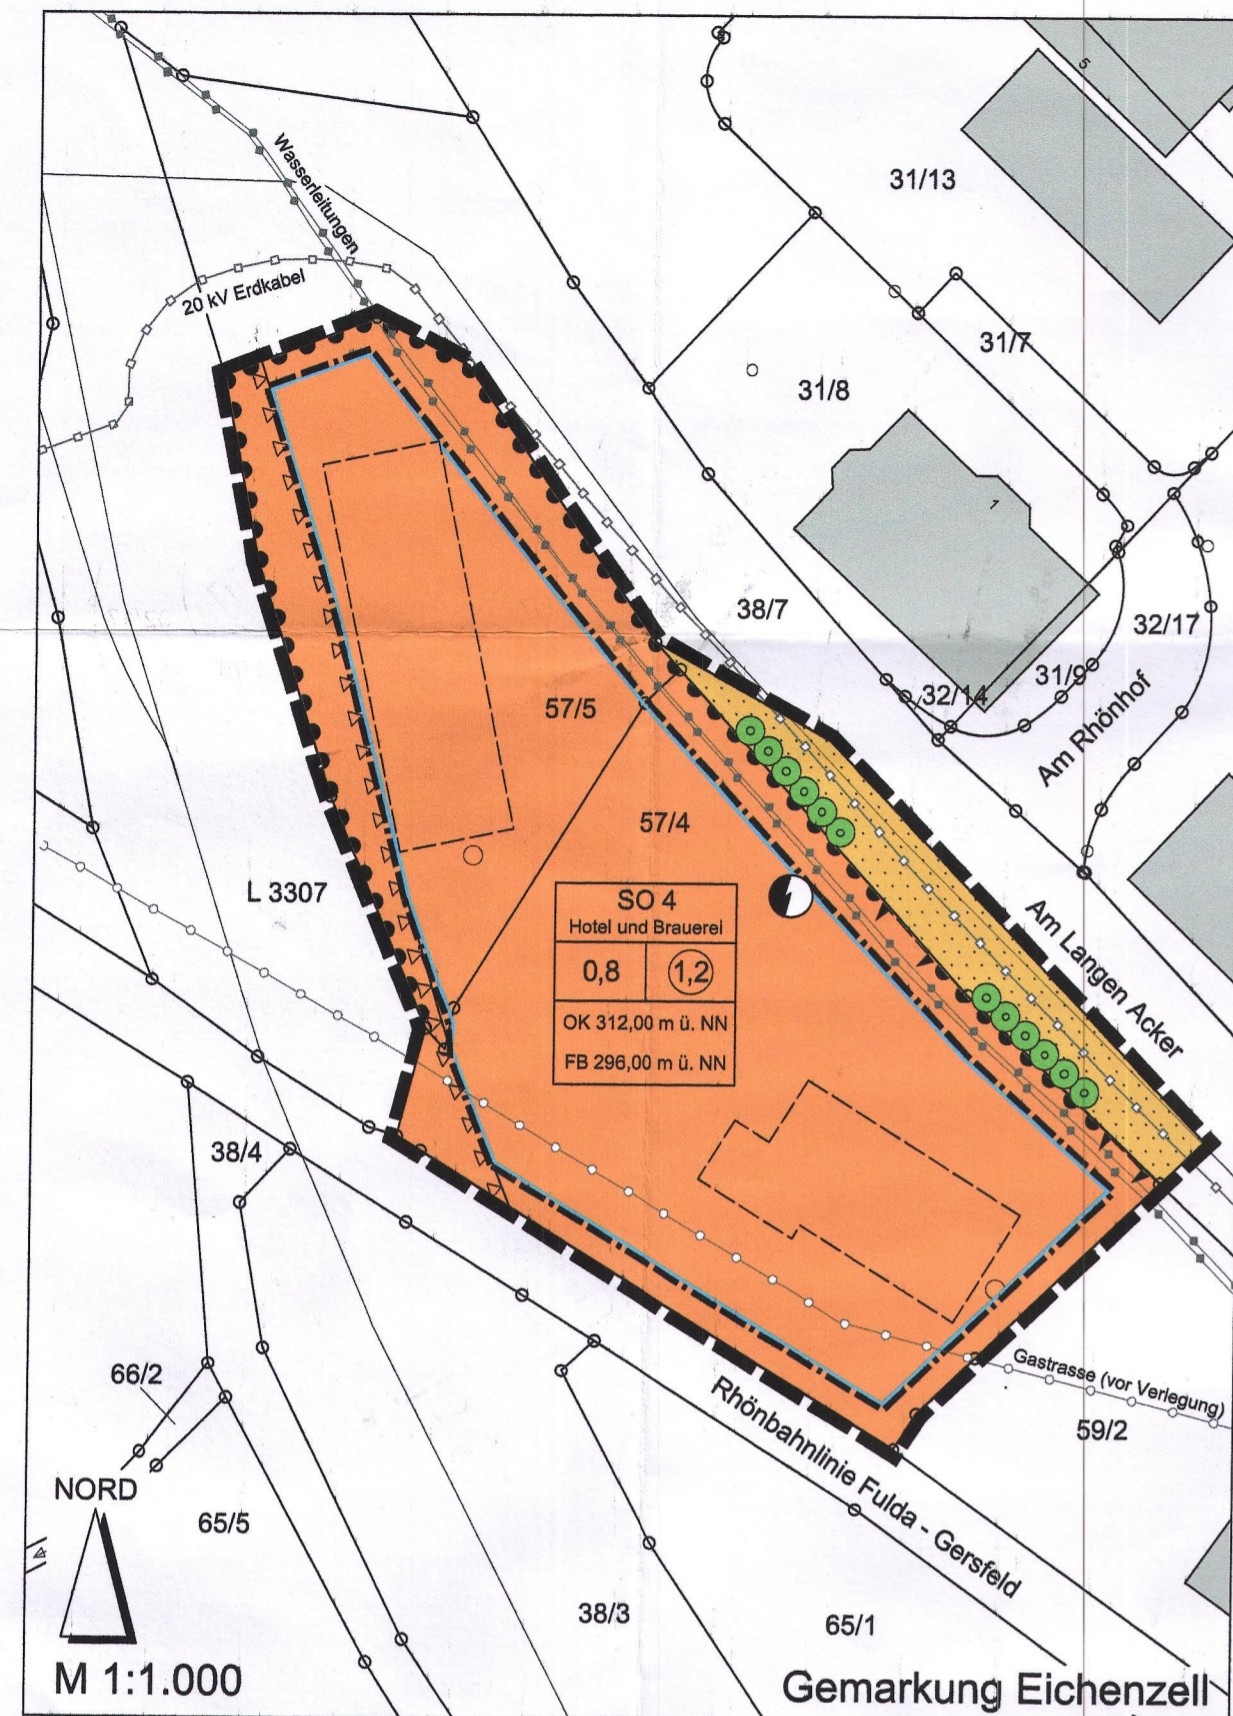 5
31/13
Wasserleitungen
20 kV Erdkabel
31/7
31/8
1
38/7
32/17
31/9
32/14
57/5
Am Rhönhof
57/4
L 3307
SO 4
Hotel und Brauerei
0,8
1,2
OK 312,00 m ü. NN
FB 296,00 m ü. NN
Am Langen Acker
38/4
Gastrasse (vor Verlegung)
66/2
59/2
Rhönbahnlinie Fulda - Gersfeld
NORD
65/5
38/3
65/1
M 1:1.000
Gemarkung Eichenzell